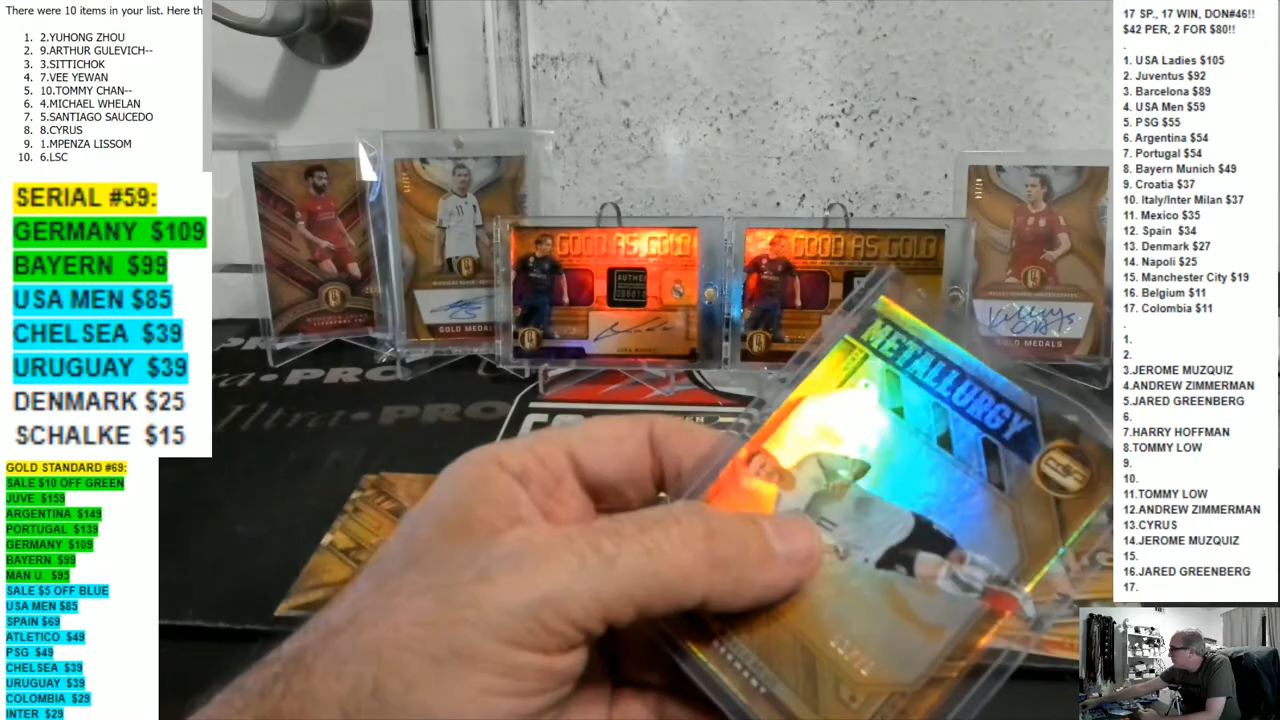 There were 10 items in your list. Here th
1. 2.YUHONG ZHOU
2. 9.ARTHUR GULEVICH--
3. 3.SITTICHOK
4. 7.VEE YEWAN
5. 10.TOMMY CHAN--
6. 4.MICHAEL WHELAN
7. 5.SANTIAGO SAUCEDO
8. 8.CYRUS
9. 1.MPENZA LISSOM
10. 6.LSC
SERIAL #59:
GERMANY $109
BAYERN $99
USA MEN $85
CHELSEA $39
URUGUAY $39
DENMARK $25
SCHALKE $15
GOLD STANDARD #69:
SALE $10 OFF GREEN
JUVE $159
ARGENTINA $149
PORTUGAL $139
GERMANY $109
BAYERN $99
MAN U. $95
SALE $5 OFF BLUE
USA MEN $85
SPAIN $69
ATLETICO $49
PSG $49
CHELSEA $39
URUGUAY $39
COLOMBIA $29
INTER $29
GOLD MEDALS
GOOD AS GOLD
GOOD AS GOLD
GOLD MEDALS
METALLURGY
GERMANY
Ultra PRO
17 SP., 17 WIN, DON#46!!
$42 PER, 2 FOR $80!!
.
1. USA Ladies $105
2. Juventus $92
3. Barcelona $89
4. USA Men $59
5. PSG $55
6. Argentina $54
7. Portugal $54
8. Bayern Munich $49
9. Croatia $37
10. Italy/Inter Milan $37
11. Mexico $35
12. Spain $34
13. Denmark $27
14. Napoli $25
15. Manchester City $19
16. Belgium $11
17. Colombia $11
.
1.
2.
3.JEROME MUZQUIZ
4.ANDREW ZIMMERMAN
5.JARED GREENBERG
6.
7.HARRY HOFFMAN
8.TOMMY LOW
9.
10.
11.TOMMY LOW
12.ANDREW ZIMMERMAN
13.CYRUS
14.JEROME MUZQUIZ
15.
16.JARED GREENBERG
17.